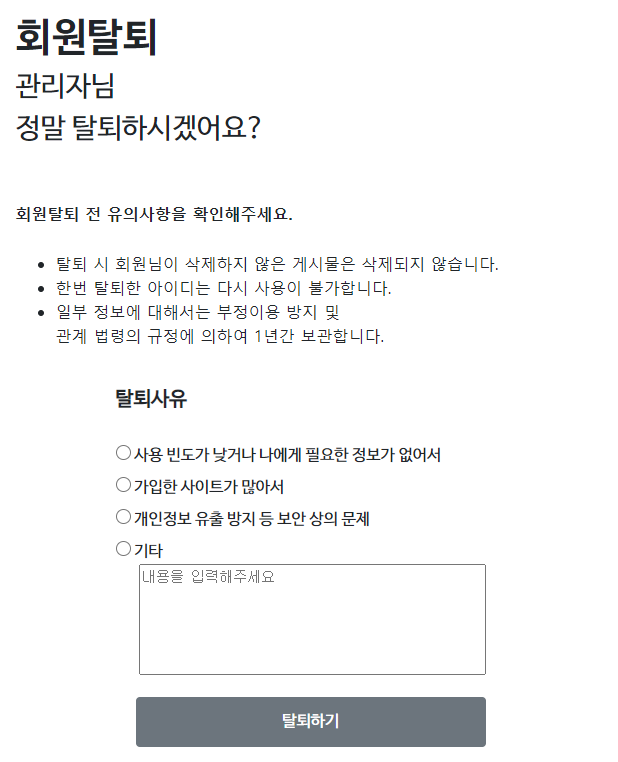 회원탈퇴
관리자님
정말 탈퇴하시겠어요?
회원탈퇴 전 유의사항을 확인해주세요.
탈퇴 시 회원님이 삭제하지 않은 게시물은 삭제되지 않습니다.
한번 탈퇴한 아이디는 다시 사용이 불가합니다.
일부 정보에 대해서는 부정이용 방지 및
관계 법령의 규정에 의하여 1년간 보관합니다.
탈퇴사유
사용 빈도가 낮거나 나에게 필요한 정보가 없어서
가입한 사이트가 많아서
개인정보 유출 방지 등 보안 상의 문제
기타
내용을 입력해주세요
탈퇴하기